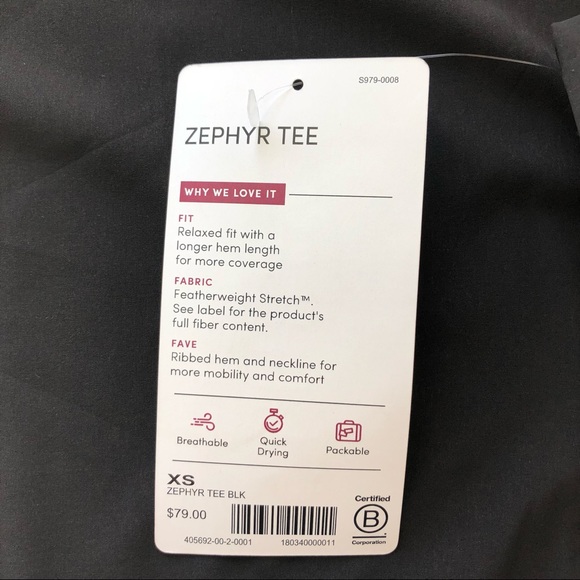 S979-0008
ZEPHYR TEE
WHY WE LOVE IT
FIT
Relaxed fit with a
longer hem length
for more coverage
FABRIC
Featherweight Stretch™.
See label for the product's
full fiber content.
FAVE
Ribbed hem and neckline for
more mobility and comfort
Breathable
Quick
Drying
Packable
XS
ZEPHYR TEE BLK
$79.00
405692-00-2-0001
180340000011
Certified
B
Corporation